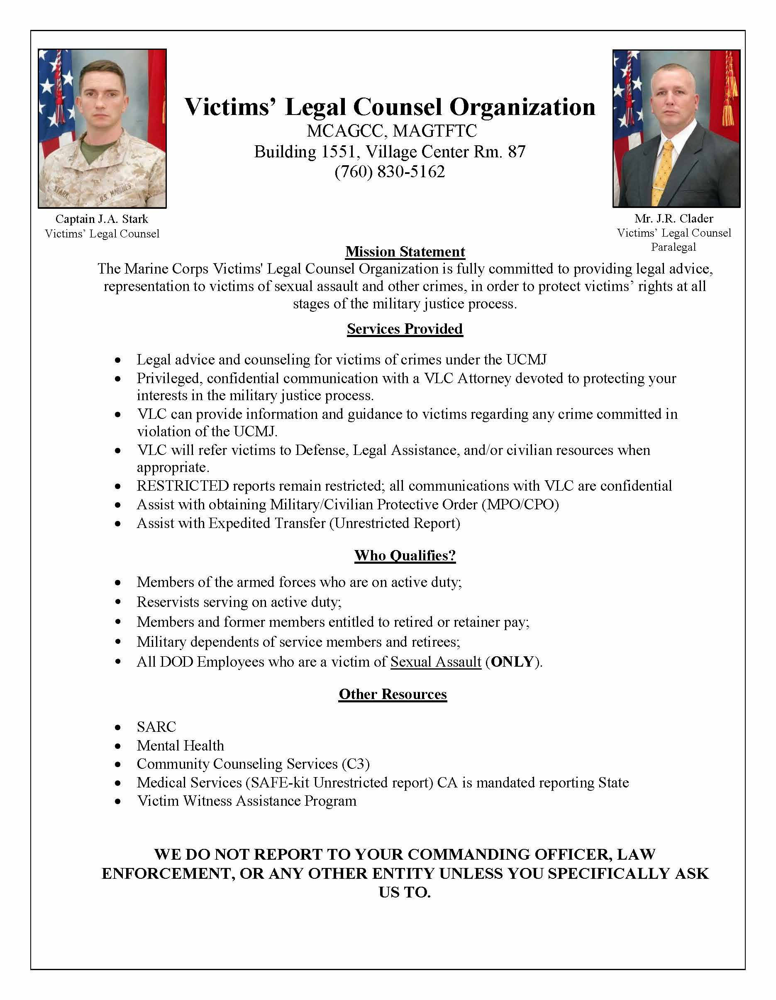 STARK
U.S. MARINES
Victims’ Legal Counsel Organization
MCAGCC, MAGTFTC
Building 1551, Village Center Rm. 87
(760) 830-5162
Captain J.A. Stark
Victims’ Legal Counsel
Mr. J.R. Clader
Victims’ Legal Counsel
Paralegal
Mission Statement
The Marine Corps Victims' Legal Counsel Organization is fully committed to providing legal advice,
representation to victims of sexual assault and other crimes, in order to protect victims’ rights at all
stages of the military justice process.
Services Provided
• Legal advice and counseling for victims of crimes under the UCMJ
• Privileged, confidential communication with a VLC Attorney devoted to protecting your
interests in the military justice process.
• VLC can provide information and guidance to victims regarding any crime committed in
violation of the UCMJ.
• VLC will refer victims to Defense, Legal Assistance, and/or civilian resources when
appropriate.
• RESTRICTED reports remain restricted; all communications with VLC are confidential
• Assist with obtaining Military/Civilian Protective Order (MPO/CPO)
• Assist with Expedited Transfer (Unrestricted Report)
Who Qualifies?
• Members of the armed forces who are on active duty;
• Reservists serving on active duty;
• Members and former members entitled to retired or retainer pay;
• Military dependents of service members and retirees;
• All DOD Employees who are a victim of Sexual Assault (ONLY).
Other Resources
• SARC
• Mental Health
• Community Counseling Services (C3)
• Medical Services (SAFE-kit Unrestricted report) CA is mandated reporting State
• Victim Witness Assistance Program
WE DO NOT REPORT TO YOUR COMMANDING OFFICER, LAW
ENFORCEMENT, OR ANY OTHER ENTITY UNLESS YOU SPECIFICALLY ASK
US TO.